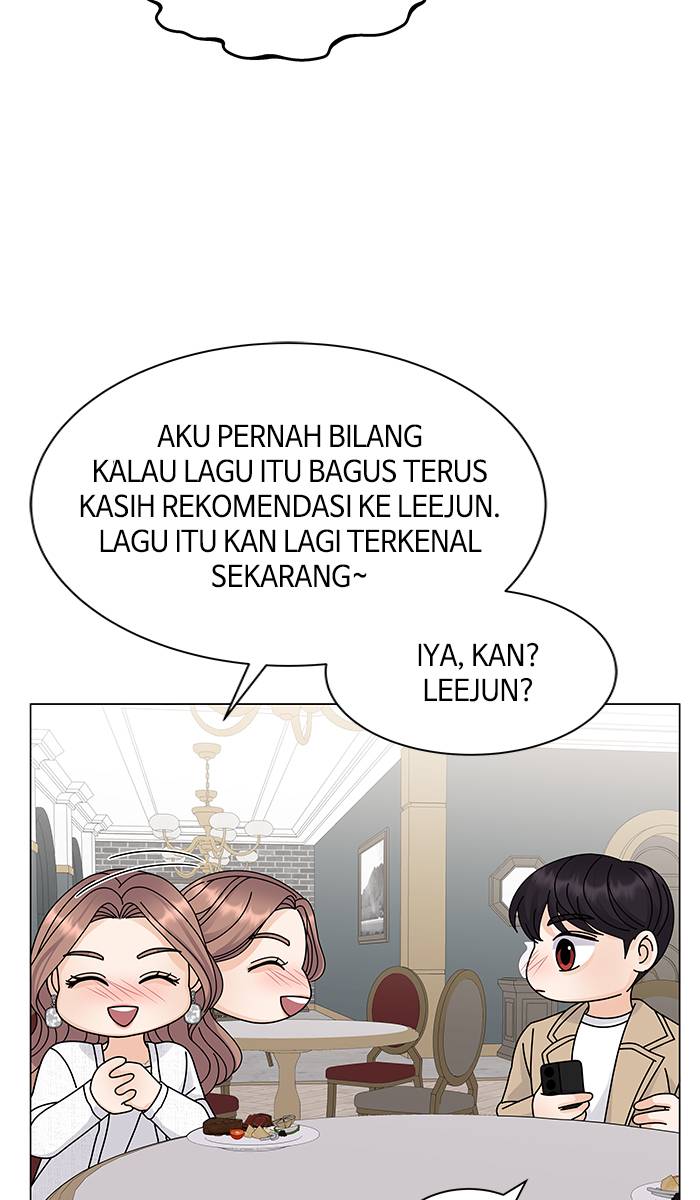 AKU PERNAH BILANG
KALAU LAGU ITU BAGUS TERUS
KASIH REKOMENDASI KE LEEJUN.
LAGU ITU KAN LAGI TERKENAL
SEKARANG~
IYA, KAN?
LEEJUN?